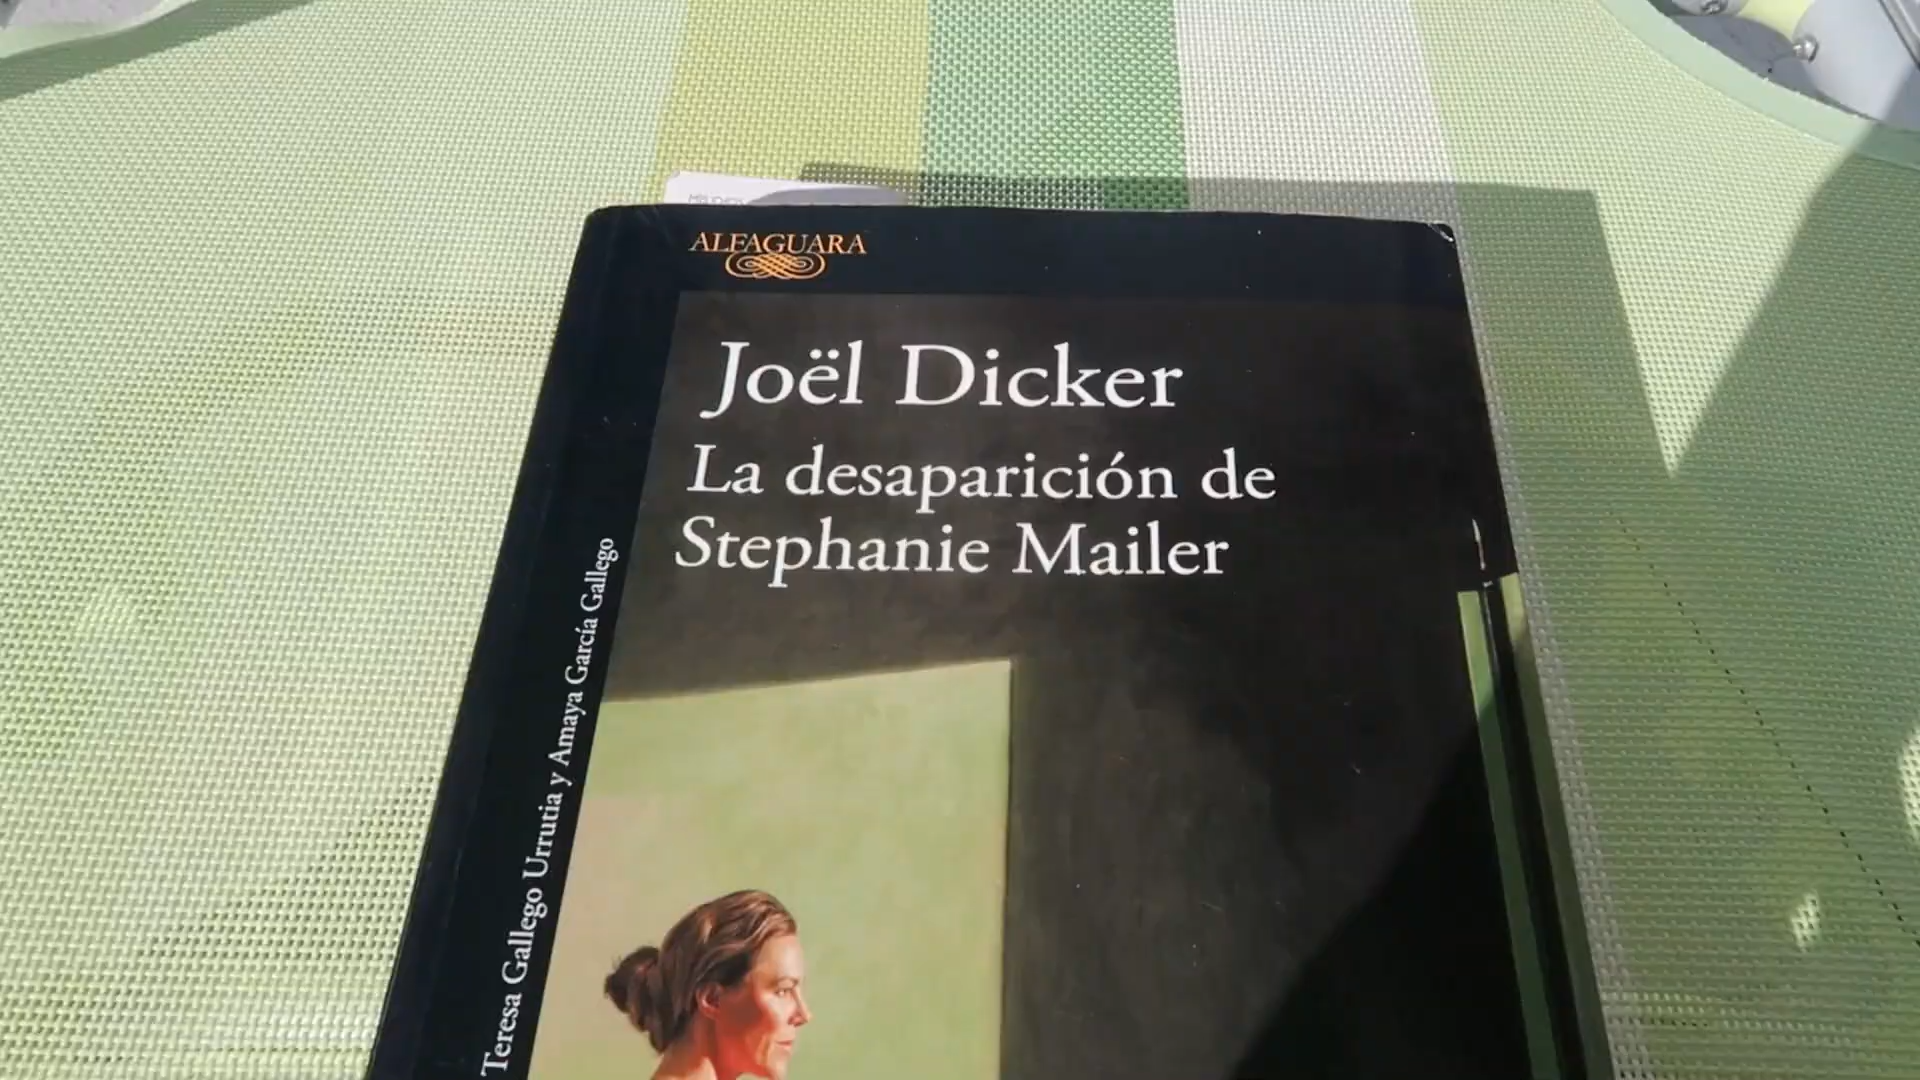 ALFAGUARA
Joël Dicker
La desaparición de
Stephanie Mailer
Teresa Gallego Urrutia y Amaya García Gallego